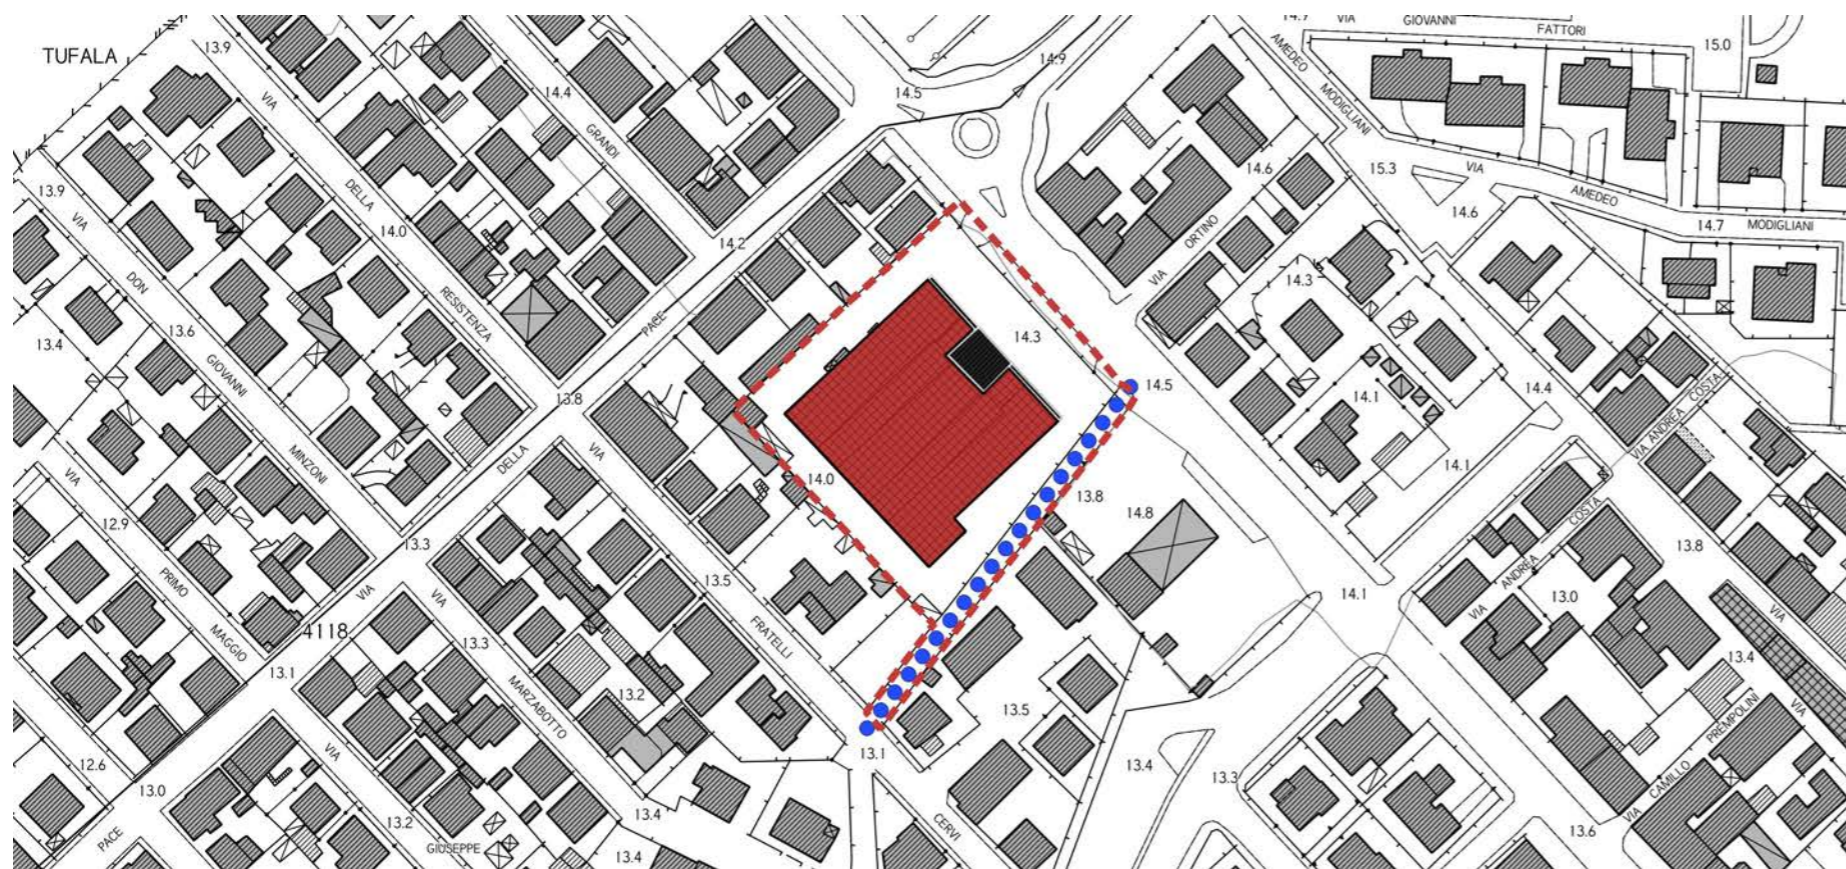 14.9
VIA
GIOVANNI
FATTORI
15.0
TUFALA
13.9
AMEDEO
14.9
14.5
14.4
VIA
MODIGLIANI
GRANDI
14.6
15.3
VIA
AMEDEO
13.9
DELLA
14.6
MODIGLIANI
14.7
VIA
14.0
14.2
ORTINO
DON
VIA
14.3
RESISTENZA
PACE
13.6
14.3
13.4
GIOVANNI
14.5
14.4
13.8
14.1
VIA ANDREA COSTA
MINZONI
DELLA
VIA
14.0
14.1
VIA
13.8
14.8
COSTA
12.9
13.3
13.8
PRIMO
13.5
ANDREA
VIA
VIA
14.1
13.0
VIA
VIA
MAGGIO
4118
FRATELLI
13.3
13.4
13.1
MARZABOTTO
13.2
13.5
VIA
PREMPOLINI
VIA
13.1
12.6
13.4
13.3
CAMILLO
13.0
VIA
13.4
13.2
CERVI
13.6
PACE
GIUSEPPE
13.4